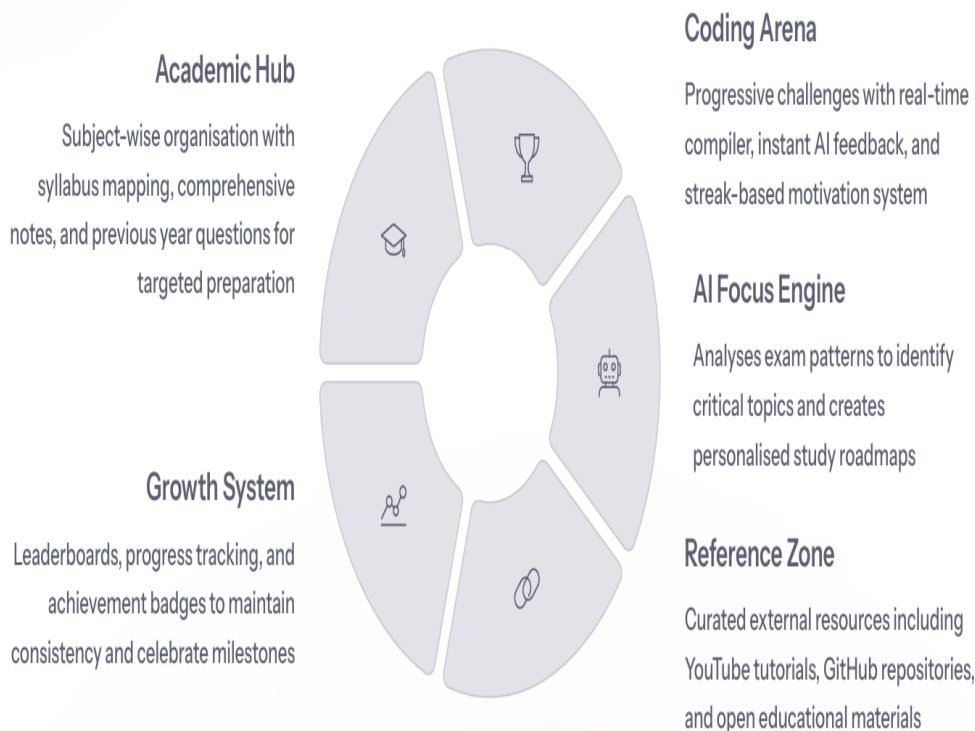 Academic Hub
Subject-wise organisation with
syllabus mapping, comprehensive
notes, and previous year questions for
targeted preparation
Coding Arena
Progressive challenges with real-time
compiler, instant AI feedback, and
streak-based motivation system
AI Focus Engine
Analyses exam patterns to identify
critical topics and creates
personalised study roadmaps
Growth System
Leaderboards, progress tracking, and
achievement badges to maintain
consistency and celebrate milestones
Reference Zone
Curated external resources including
YouTube tutorials, GitHub repositories,
and open educational materials